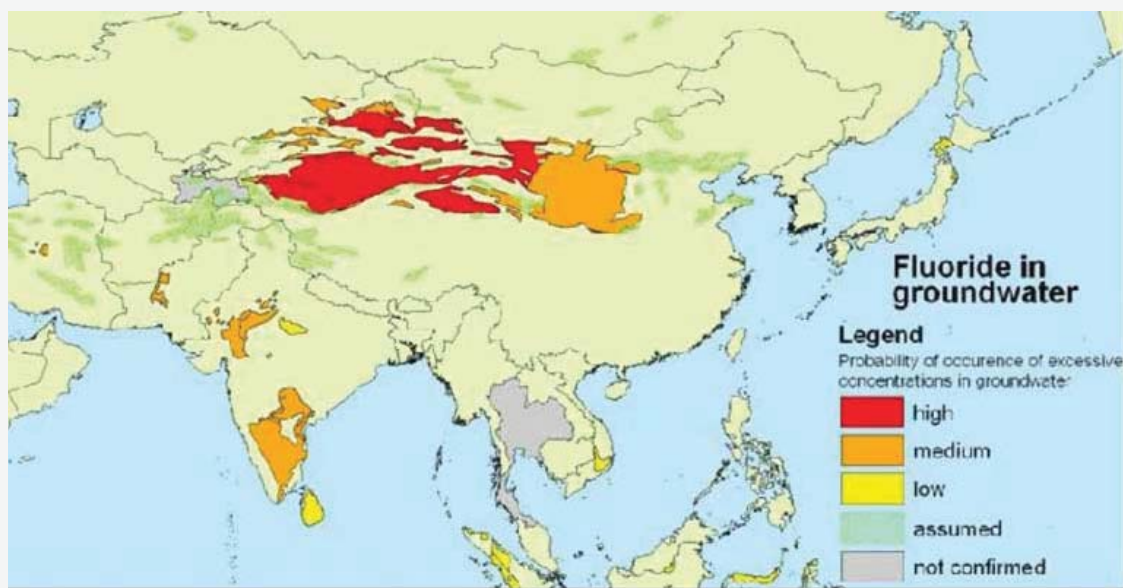 Fluoride in
groundwater
Legend
Probability of occurence of excessive
concentrations in groundwater
high
medium
low
assumed
not confirmed